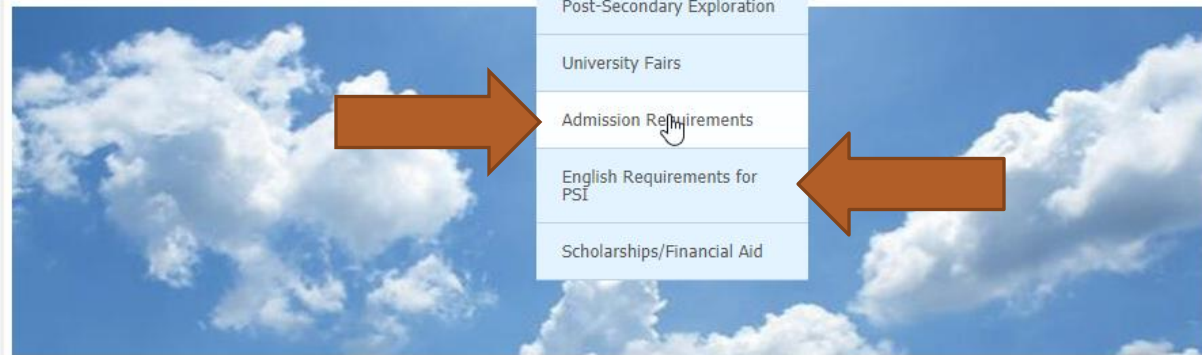 Post-Secondary Exploration
University Fairs
Admission Requirements
English Requirements for
PSI
Scholarships/Financial Aid